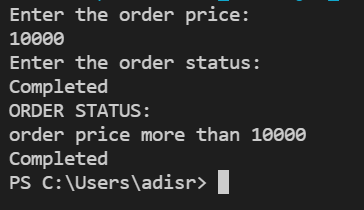 Enter the order price:
10000
Enter the order status:
Completed
ORDER STATUS:
order price more than 10000
Completed
PS C:\Users\adisr>